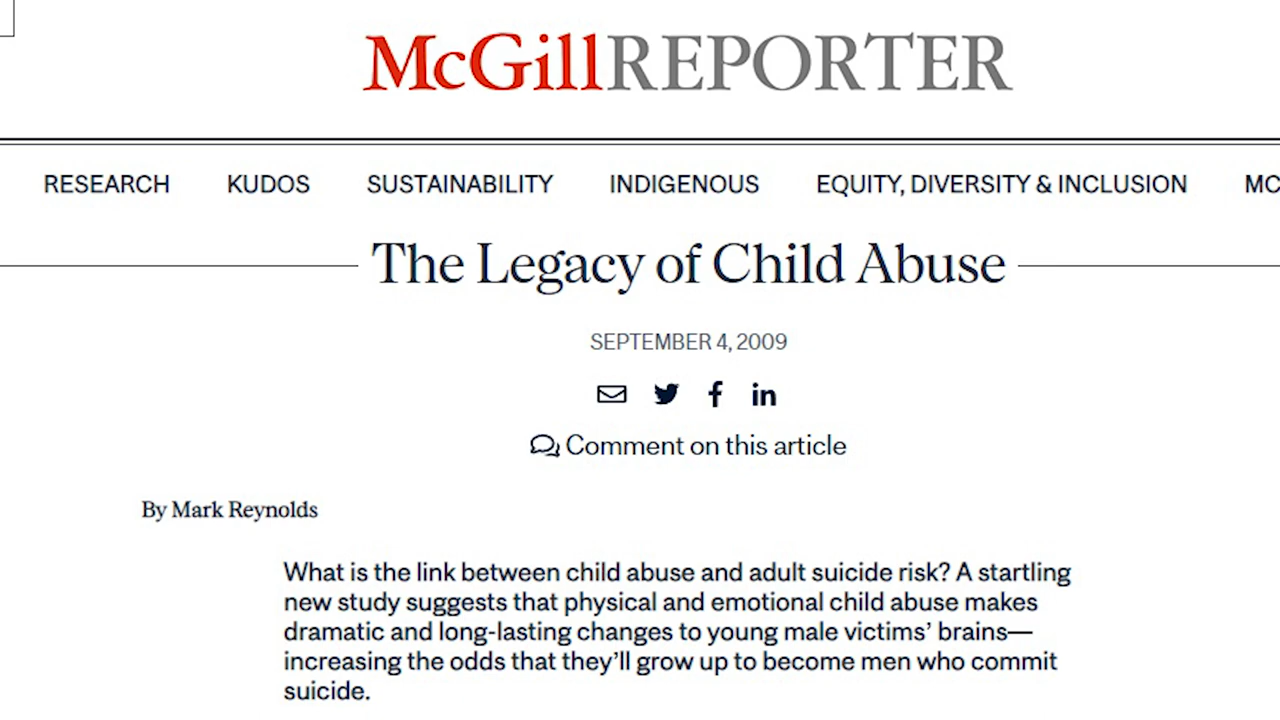 McGillREPORTER
RESEARCH KUDOS SUSTAINABILITY INDIGENOUS EQUITY, DIVERSITY & INCLUSION MC
The Legacy of Child Abuse
SEPTEMBER 4, 2009
Comment on this article
By Mark Reynolds
What is the link between child abuse and adult suicide risk? A startling
new study suggests that physical and emotional child abuse makes
dramatic and long-lasting changes to young male victims’ brains—
increasing the odds that they’ll grow up to become men who commit
suicide.